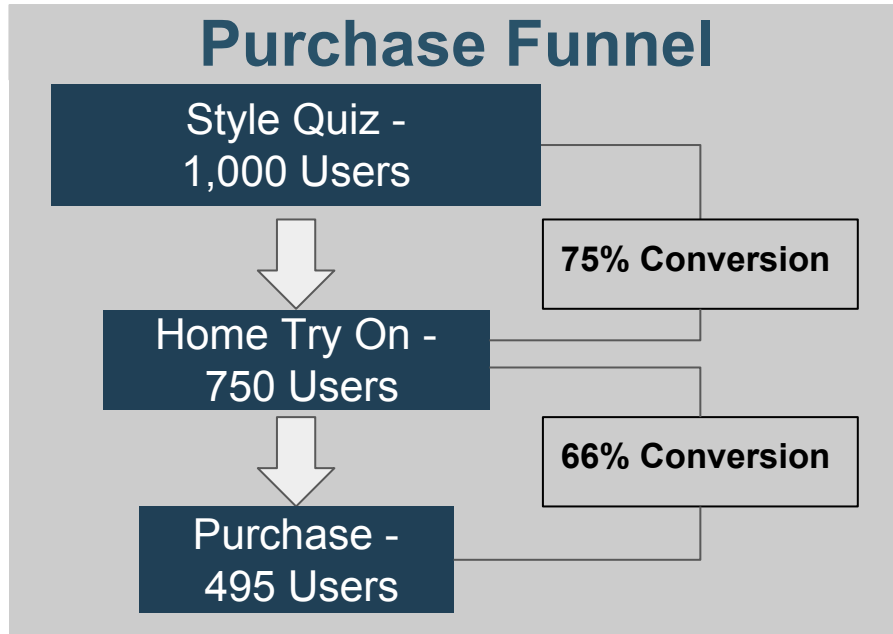 Purchase Funnel
Style Quiz -
1,000 Users
75% Conversion
Home Try On -
750 Users
66% Conversion
Purchase -
495 Users